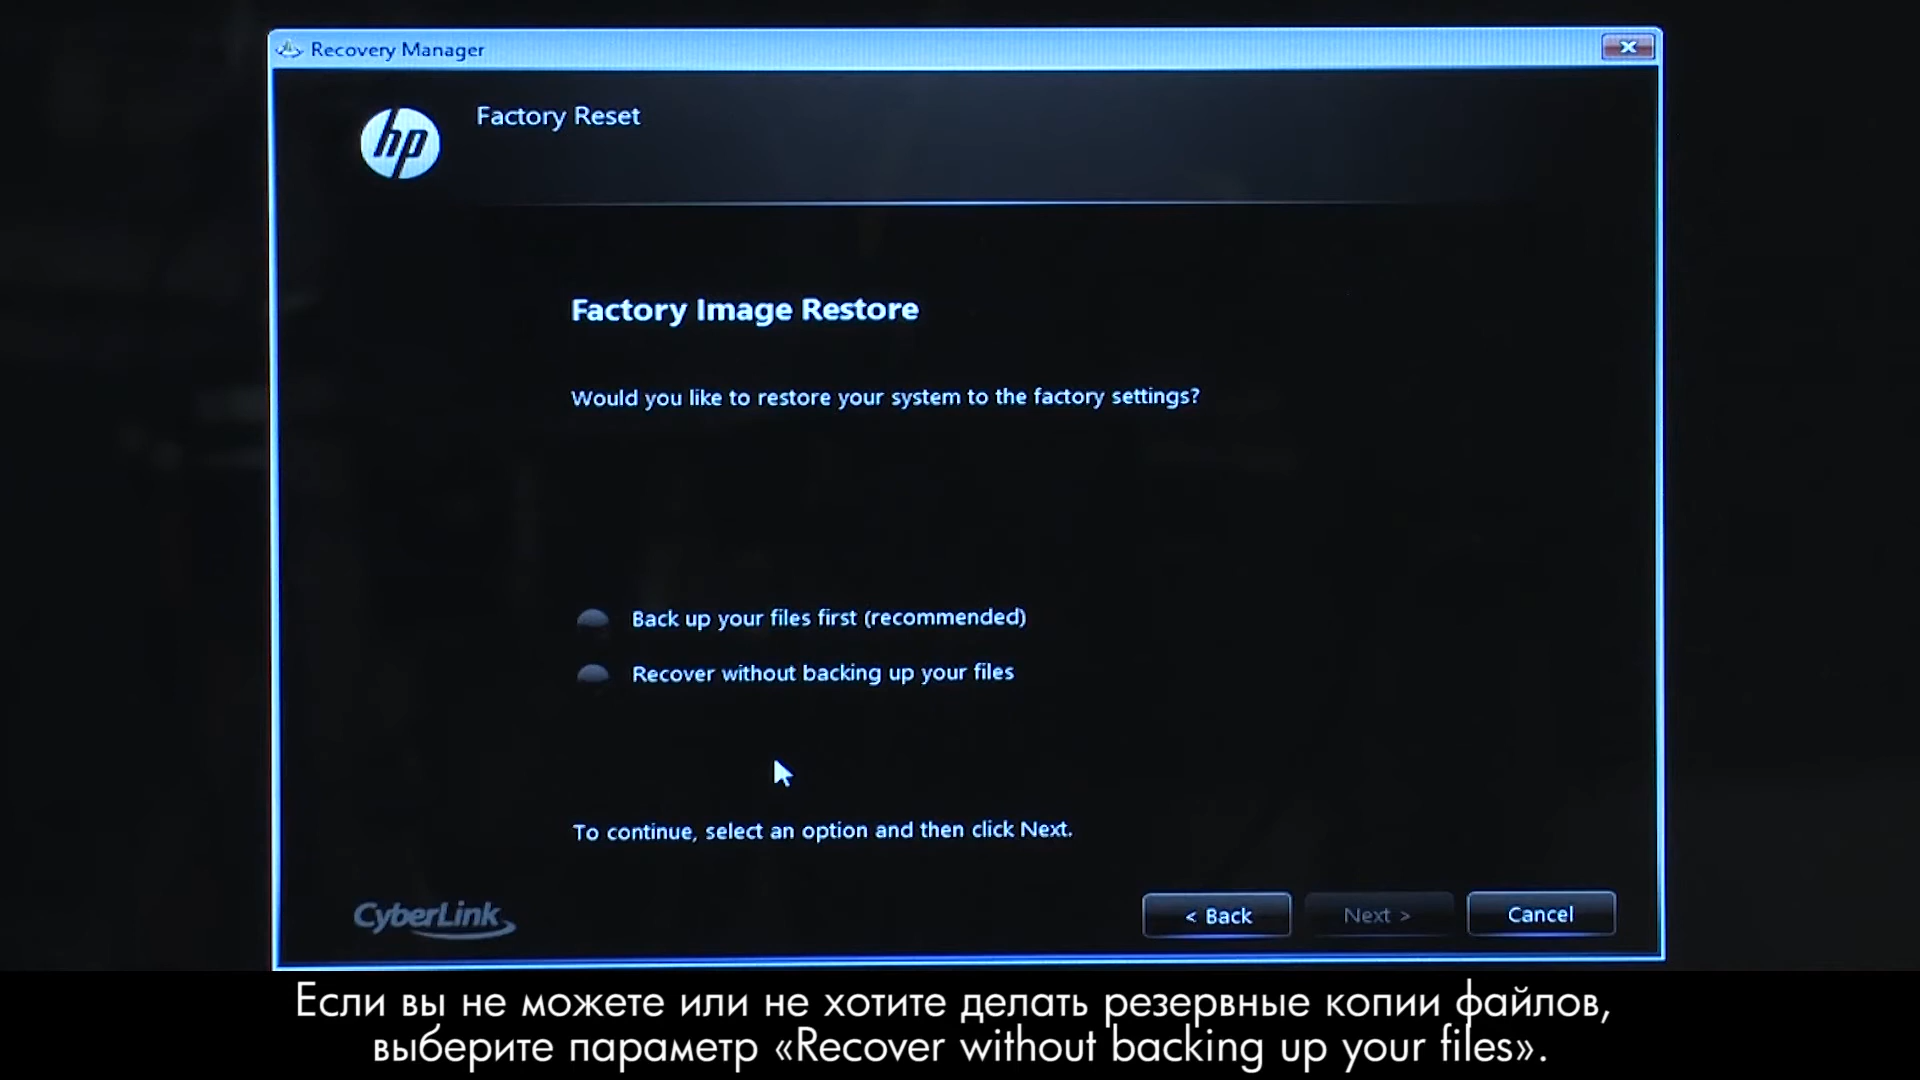 Recovery Manager
hp
Factory Reset
Factory Image Restore
Would you like to restore your system to the factory settings?
Back up your files first (recommended)
Recover without backing up your files
To continue, select an option and then click Next.
CyberLink
< Back
Next >
Cancel
Если вы не можете или не хотите делать резервные копии файлов,
выберите параметр «Recover without backing up your files».